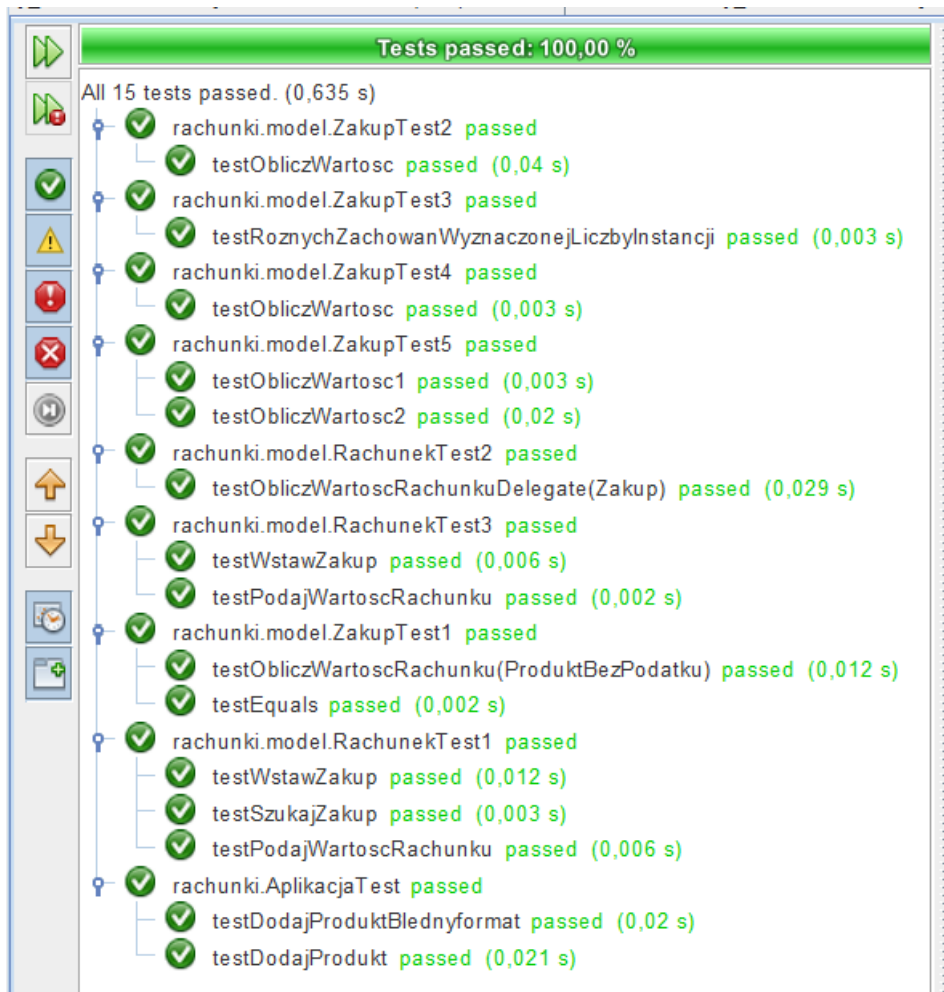 Tests passed: 100,00 %
All 15 tests passed. (0,635 s)
rachunki.model.ZakupTest2 passed
testObliczWartosc passed (0,04 s)
rachunki.model.ZakupTest3 passed
testRoznychZachowanWyznaczonejLiczbyInstancji passed (0,003 s)
rachunki.model.ZakupTest4 passed
testObliczWartosc passed (0,003 s)
rachunki.model.ZakupTest5 passed
testObliczWartosc1 passed (0,003 s)
testObliczWartosc2 passed (0,02 s)
rachunki.model.RachunekTest2 passed
testObliczWartoscRachunkuDelegate(Zakup) passed (0,029 s)
rachunki.model.RachunekTest3 passed
testWstawZakup passed (0,006 s)
testPodajWartoscRachunku passed (0,002 s)
rachunki.model.ZakupTest1 passed
testObliczWartoscRachunku(ProduktBezPodatku) passed (0,012 s)
testEquals passed (0,002 s)
rachunki.model.RachunekTest1 passed
testWstawZakup passed (0,012 s)
testSzukajZakup passed (0,003 s)
testPodajWartoscRachunku passed (0,006 s)
rachunki.AplikacjaTest passed
testDodajProduktBlednyformat passed (0,02 s)
testDodajProdukt passed (0,021 s)